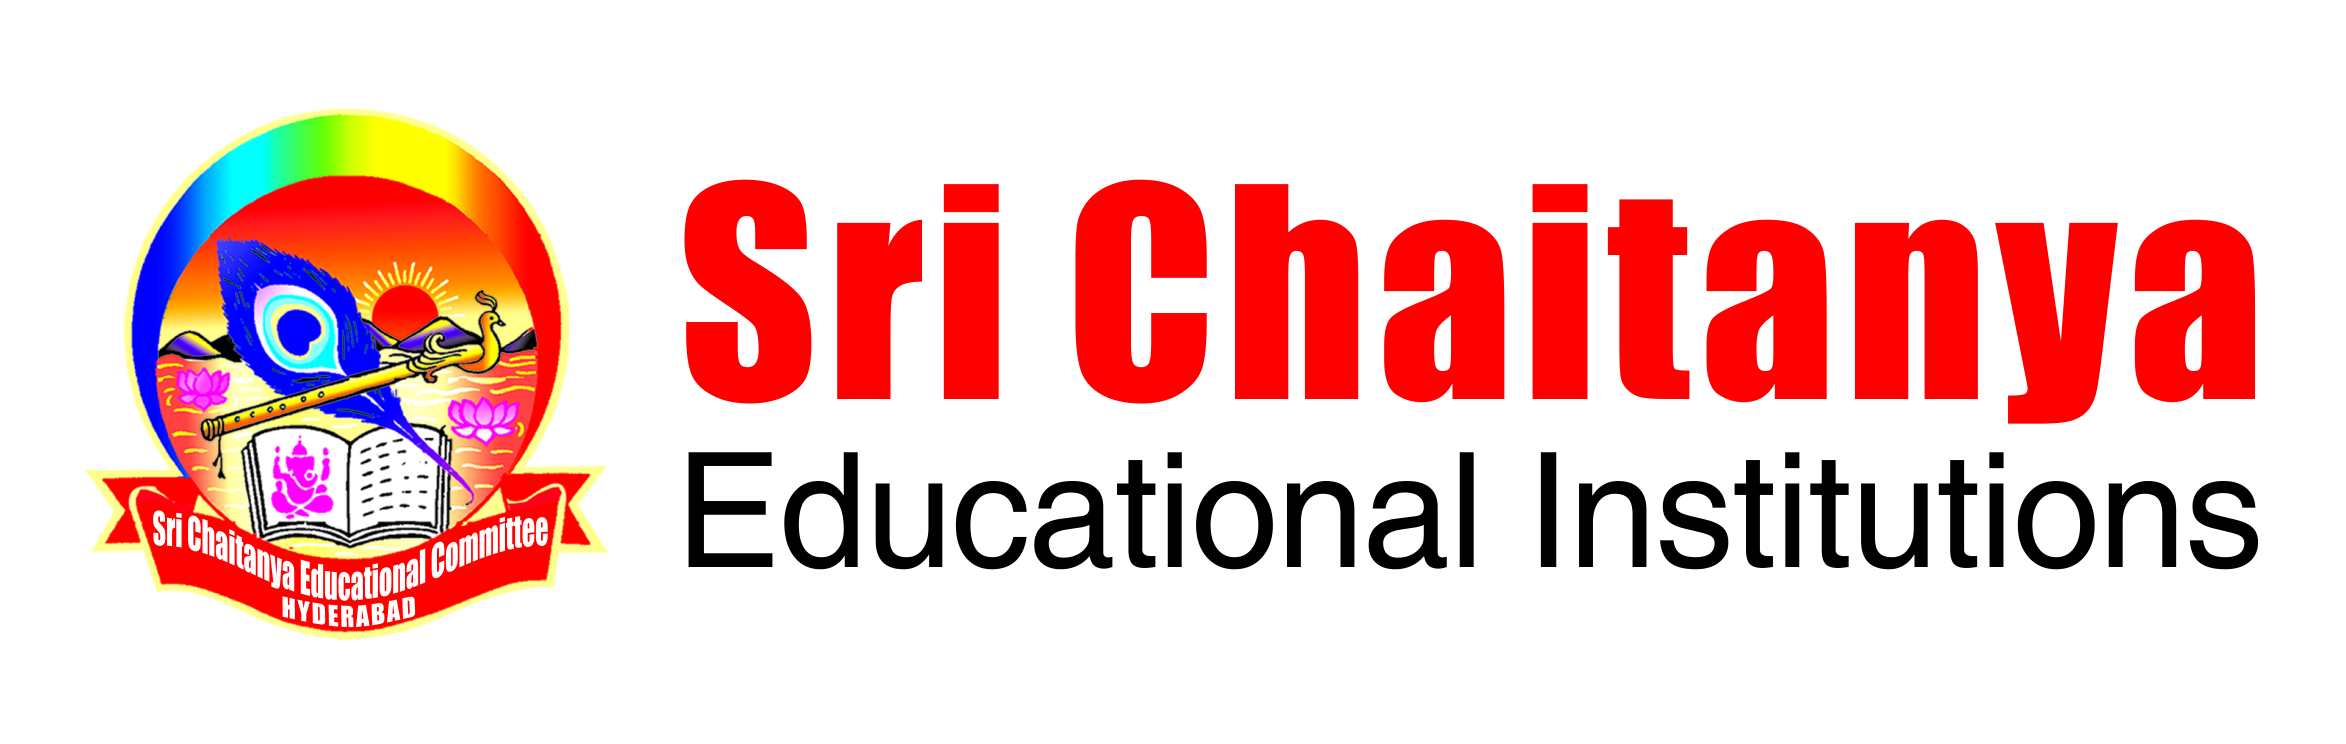 Sri Chaitanya Educational Committee
HYDERABAD
Sri Chaitanya
Educational Institutions